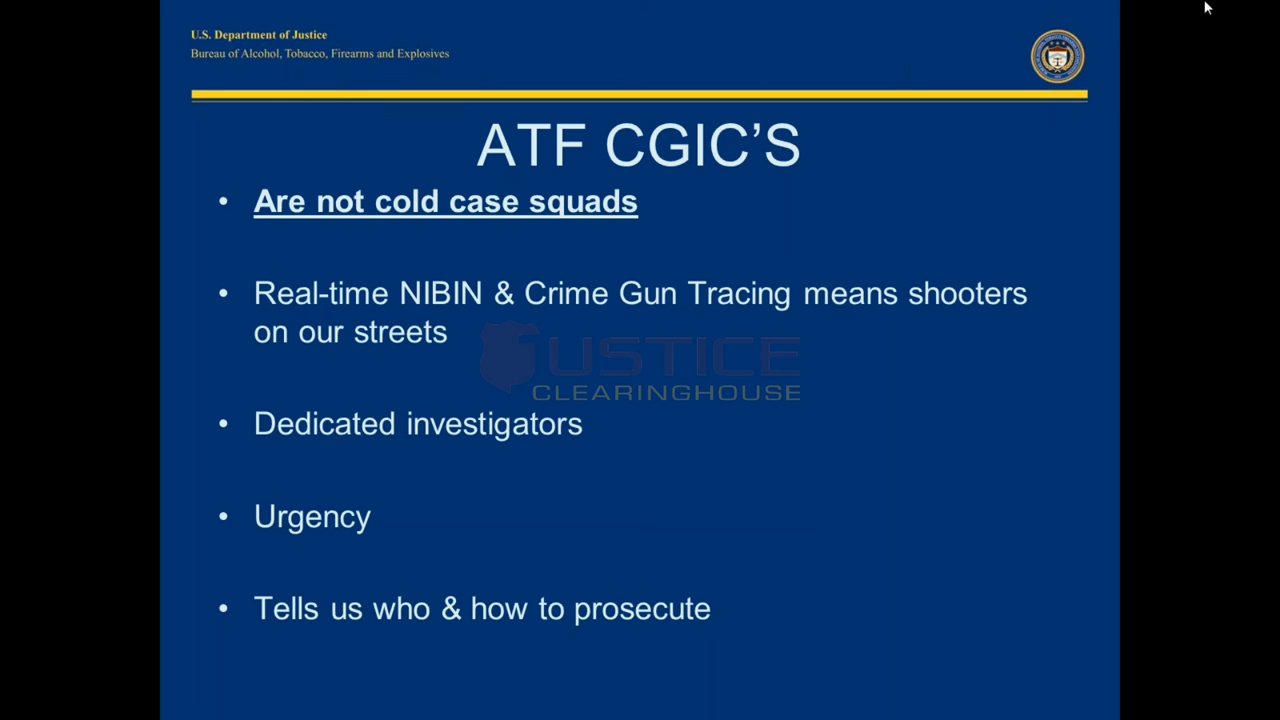 U.S. Department of Justice
Bureau of Alcohol, Tobacco, Firearms and Explosives
ATF CGIC’S
• Are not cold case squads
• Real-time NIBIN & Crime Gun Tracing means shooters
on our streets
JUSTICE
CLEARINGHOUSE
• Dedicated investigators
• Urgency
• Tells us who & how to prosecute